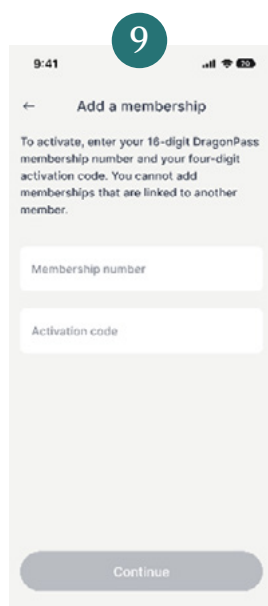 9
9:41
70
← Add a membership
To activate, enter your 16-digit DragonPass
membership number and your four-digit
activation code. You cannot add
memberships that are linked to another
member.
Membership number
Activation code
Continue